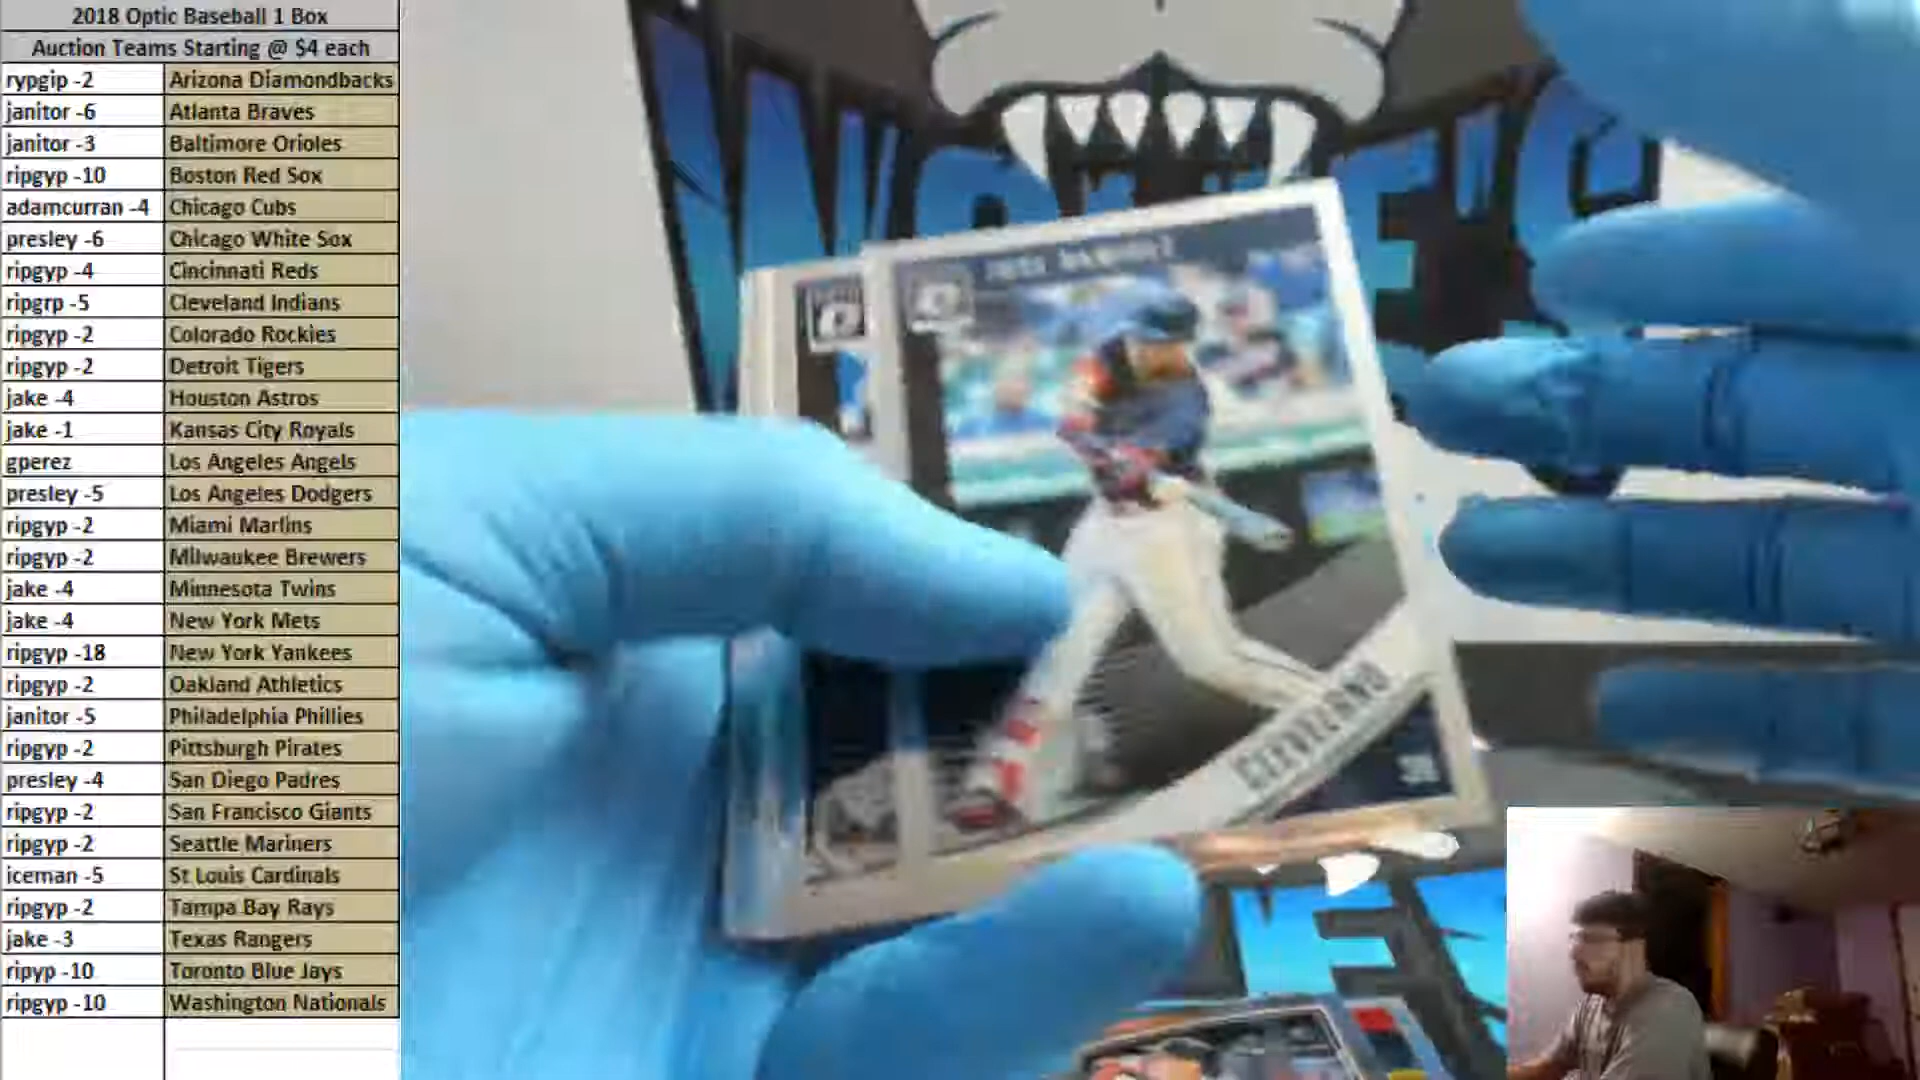 2018 Optic Baseball 1 Box
Auction Teams Starting @ $4 each
rypgip -2 Arizona Diamondbacks
janitor -6 Atlanta Braves
janitor -3 Baltimore Orioles
ripgyp -10 Boston Red Sox
adamcurran -4 Chicago Cubs
presley -6 Chicago White Sox
ripgyp -4 Cincinnati Reds
ripgrp -5 Cleveland Indians
ripgyp -2 Colorado Rockies
ripgyp -2 Detroit Tigers
jake -4 Houston Astros
jake -1 Kansas City Royals
gperez Los Angeles Angels
presley -5 Los Angeles Dodgers
ripgyp -2 Miami Marlins
ripgyp -2 Milwaukee Brewers
jake -4 Minnesota Twins
jake -4 New York Mets
ripgyp -18 New York Yankees
ripgyp -2 Oakland Athletics
janitor -5 Philadelphia Phillies
ripgyp -2 Pittsburgh Pirates
presley -4 San Diego Padres
ripgyp -2 San Francisco Giants
ripgyp -2 Seattle Mariners
iceman -5 St Louis Cardinals
ripgyp -2 Tampa Bay Rays
jake -3 Texas Rangers
ripyp -10 Toronto Blue Jays
ripgyp -10 Washington Nationals